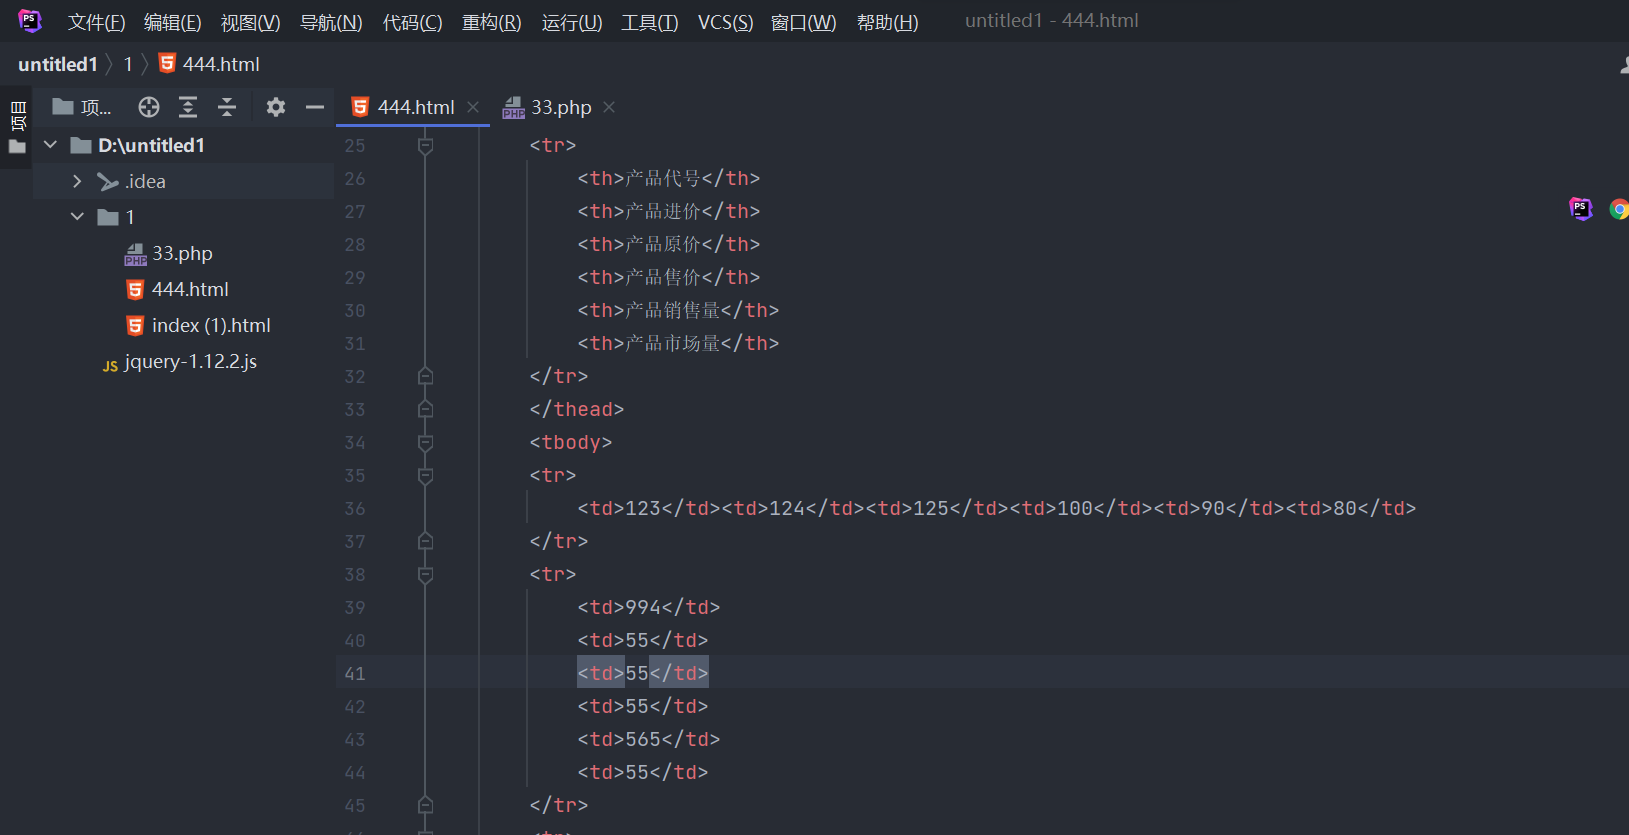 PS 文件(F) 编辑(E) 视图(V) 导航(N) 代码(C) 重构(R) 运行(U) 工具(T) VCS(S) 窗口(W) 帮助(H) untitled1 - 444.html
untitled1 1 444.html
项目
项... 444.html 33.php
D:\untitled1
.idea
1
33.php
444.html
index (1).html
JS jquery-1.12.2.js
25 <tr>
26 <th>产品代号</th>
27 <th>产品进价</th>
28 <th>产品原价</th>
29 <th>产品售价</th>
30 <th>产品销售量</th>
31 <th>产品市场量</th>
32 </tr>
33 </thead>
34 <tbody>
35 <tr>
36 <td>123</td><td>124</td><td>125</td><td>100</td><td>90</td><td>80</td>
37 </tr>
38 <tr>
39 <td>994</td>
40 <td>55</td>
41 <td>55</td>
42 <td>55</td>
43 <td>565</td>
44 <td>55</td>
45 </tr>
PS